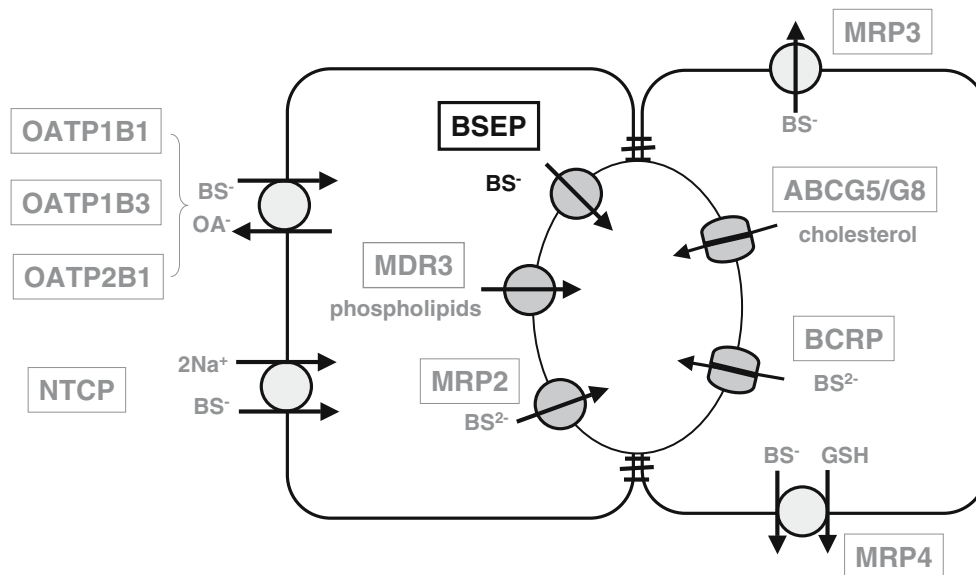 MRP3
BS⁻
OATP1B1
OATP1B3
OATP2B1
BS⁻
OA⁻
BSEP
BS⁻
ABCG5/G8
cholesterol
MDR3
phospholipids
NTCP
2Na⁺
BS⁻
MRP2
BS²⁻
BCRP
BS²⁻
BS⁻ GSH
MRP4